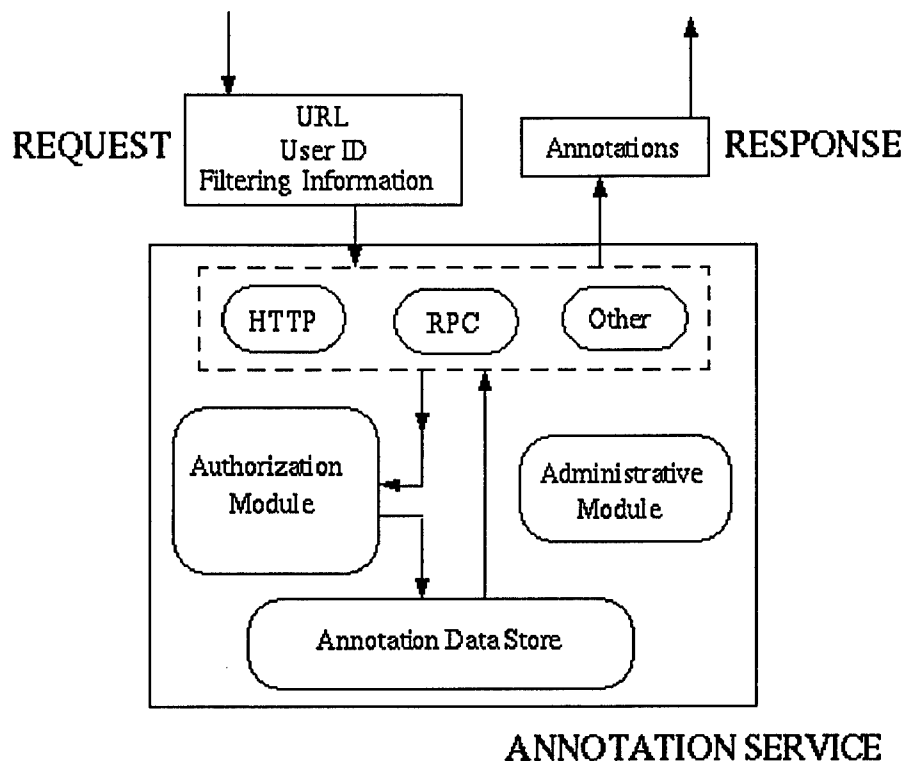 REQUEST
URL
User ID
Filtering Information
Annotations
RESPONSE
HTTP
RPC
Other
Authorization
Module
Administrative
Module
Annotation Data Store
ANNOTATION SERVICE